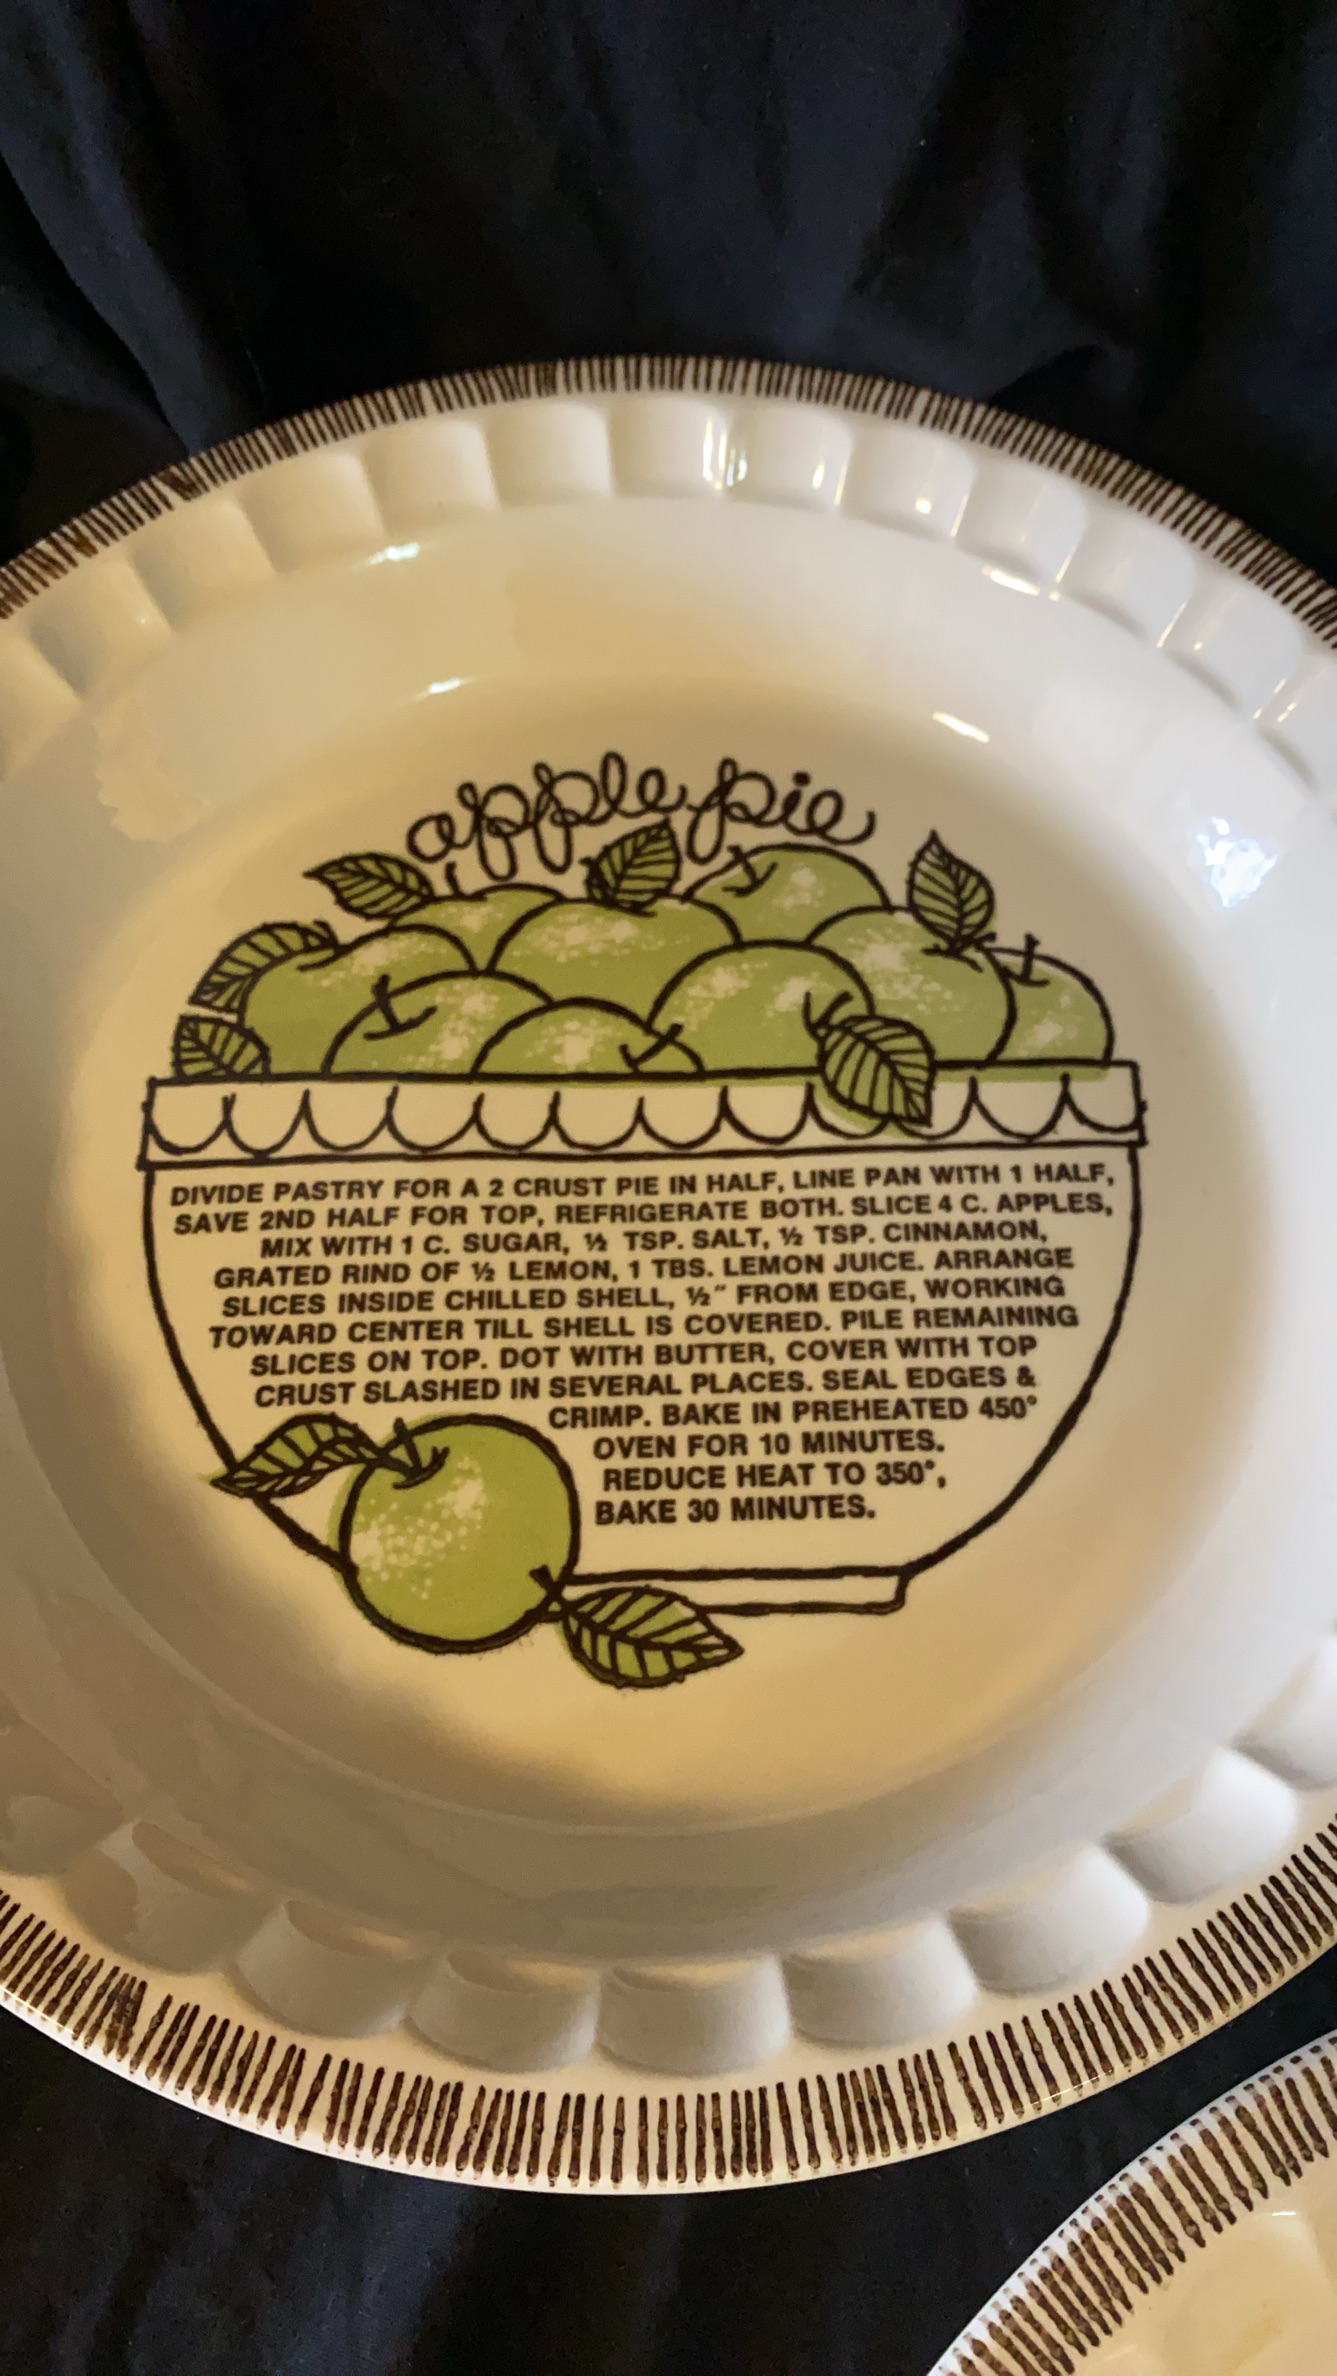 apple pie
DIVIDE PASTRY FOR A 2 CRUST PIE IN HALF, LINE PAN WITH 1 HALF,
SAVE 2ND HALF FOR TOP, REFRIGERATE BOTH. SLICE 4 C. APPLES,
MIX WITH 1 C. SUGAR, ½ TSP. SALT, ½ TSP. CINNAMON,
GRATED RIND OF ½ LEMON, 1 TBS. LEMON JUICE. ARRANGE
SLICES INSIDE CHILLED SHELL, ½″ FROM EDGE, WORKING
TOWARD CENTER TILL SHELL IS COVERED. PILE REMAINING
SLICES ON TOP. DOT WITH BUTTER, COVER WITH TOP
CRUST SLASHED IN SEVERAL PLACES. SEAL EDGES &
CRIMP. BAKE IN PREHEATED 450°
OVEN FOR 10 MINUTES.
REDUCE HEAT TO 350°,
BAKE 30 MINUTES.